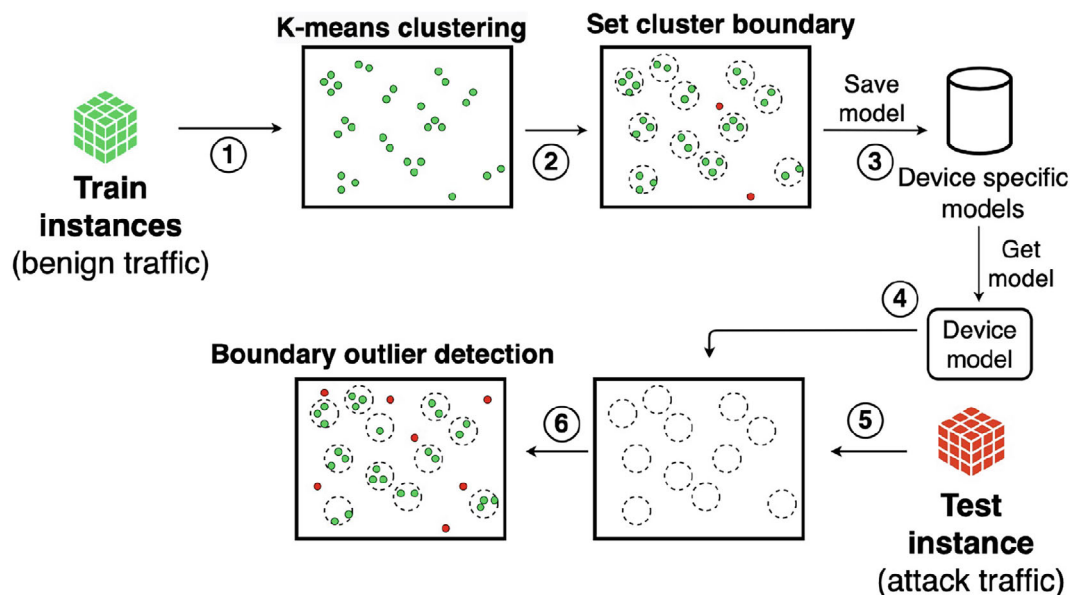 K-means clustering
Set cluster boundary
Train
instances
(benign traffic)
1
2
Save
model
3
Device specific
models
Get
model
4
Device
model
Boundary outlier detection
6
5
Test
instance
(attack traffic)